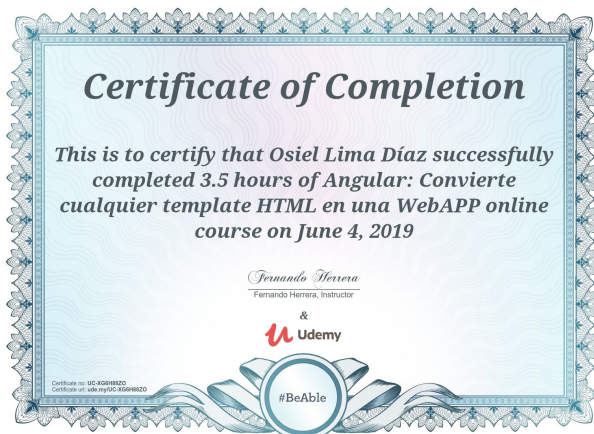 Certificate of Completion
This is to certify that Osiel Lima Díaz successfully
completed 3.5 hours of Angular: Convierte
cualquier template HTML en una WebAPP online
course on June 4, 2019
Fernando Herrera
Fernando Herrera, Instructor
&
Udemy
Certificate no: UC-XG6H88ZO
Certificate url: ude.my/UC-XG6H88ZO
#BeAble